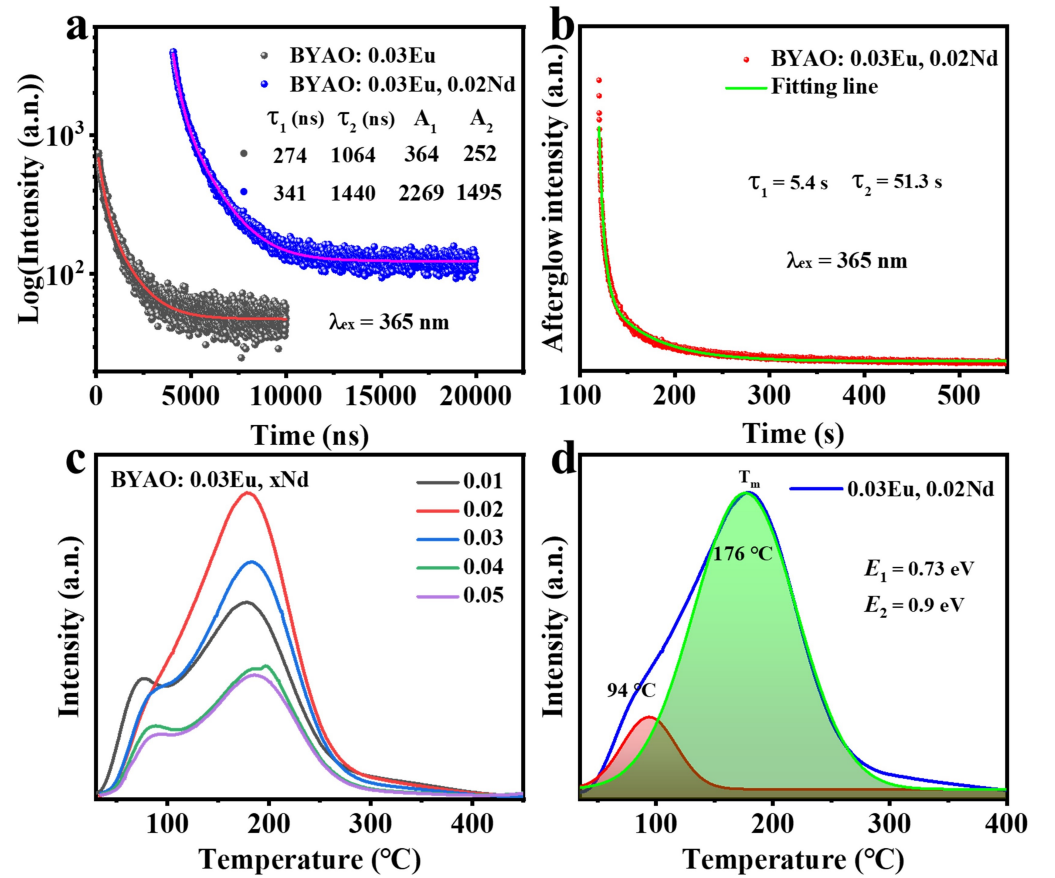 a
BYAO: 0.03Eu
BYAO: 0.03Eu, 0.02Nd
τ₁ (ns) τ₂ (ns) A₁ A₂
274 1064 364 252
341 1440 2269 1495
λex = 365 nm
10³
10²
Log(Intensity (a.n.))
0 5000 10000 15000 20000
Time (ns)
b
BYAO: 0.03Eu, 0.02Nd
Fitting line
τ₁ = 5.4 s τ₂ = 51.3 s
λex = 365 nm
Afterglow intensity (a.n.)
100 200 300 400 500
Time (s)
c
BYAO: 0.03Eu, xNd
0.01
0.02
0.03
0.04
0.05
Intensity (a.n.)
100 200 300 400
Temperature (℃)
d
Tm
0.03Eu, 0.02Nd
176 ℃
E₁ = 0.73 eV
E₂ = 0.9 eV
94 ℃
Intensity (a.n.)
100 200 300 400
Temperature (℃)